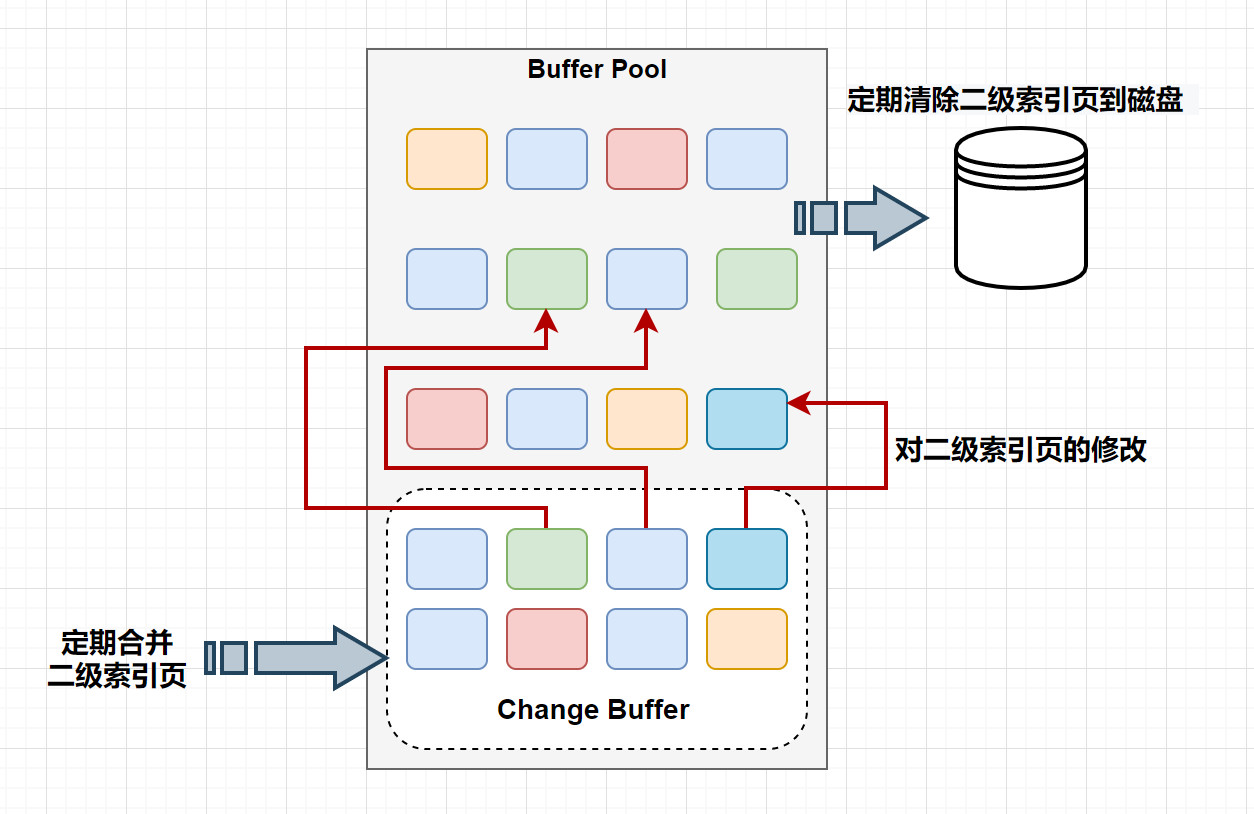 Buffer Pool
定期清除二级索引页到磁盘
对二级索引页的修改
定期合并
二级索引页
Change Buffer